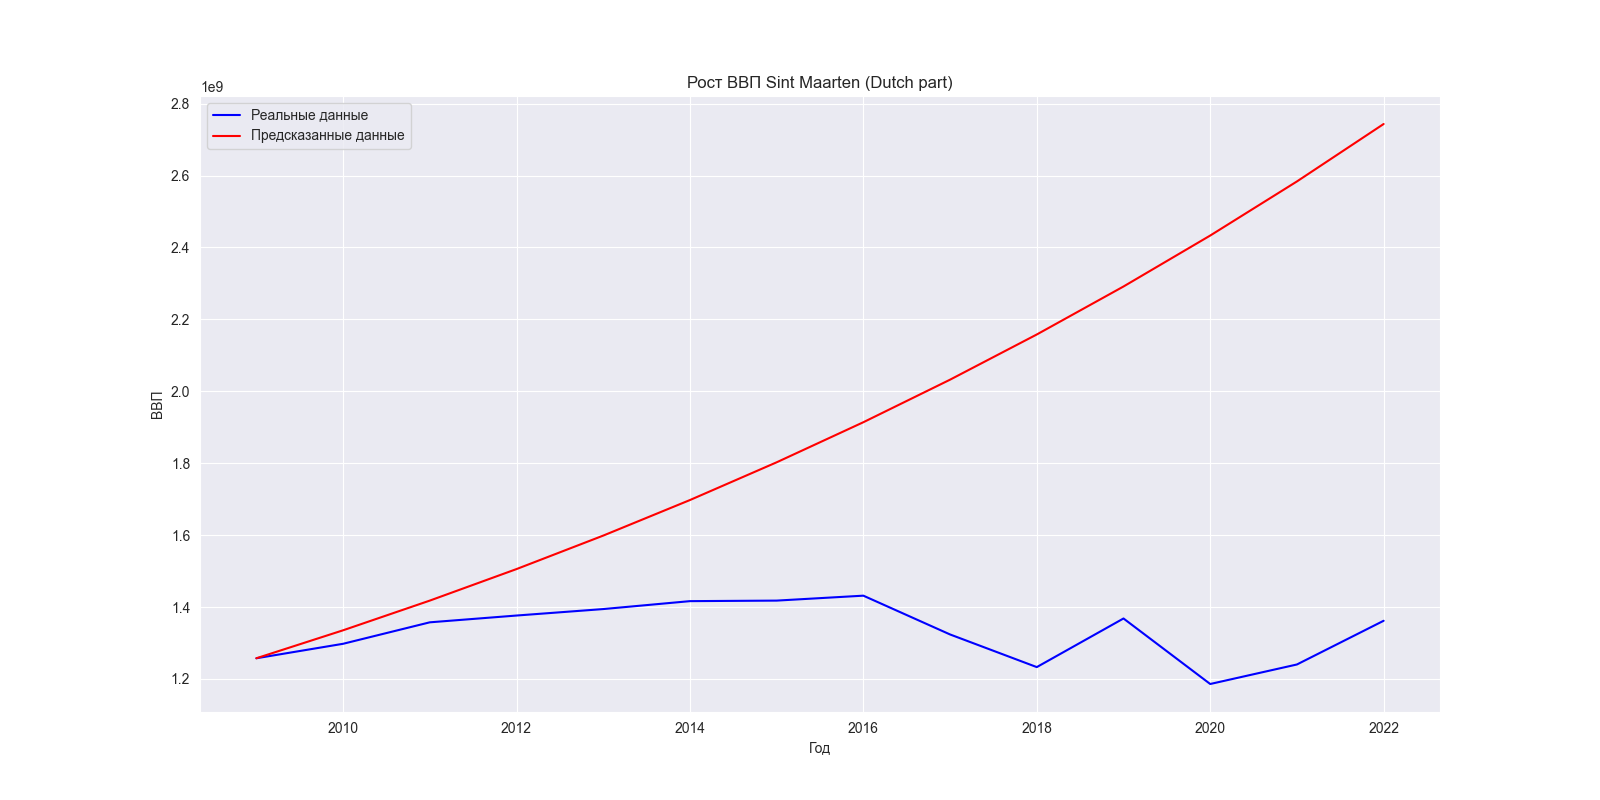 Рост ВВП Sint Maarten (Dutch part)
1e9
2.8
2.6
2.4
2.2
2.0
1.8
1.6
1.4
1.2
ВВП
Реальные данные
Предсказанные данные
2010
2012
2014
2016
2018
2020
2022
Год